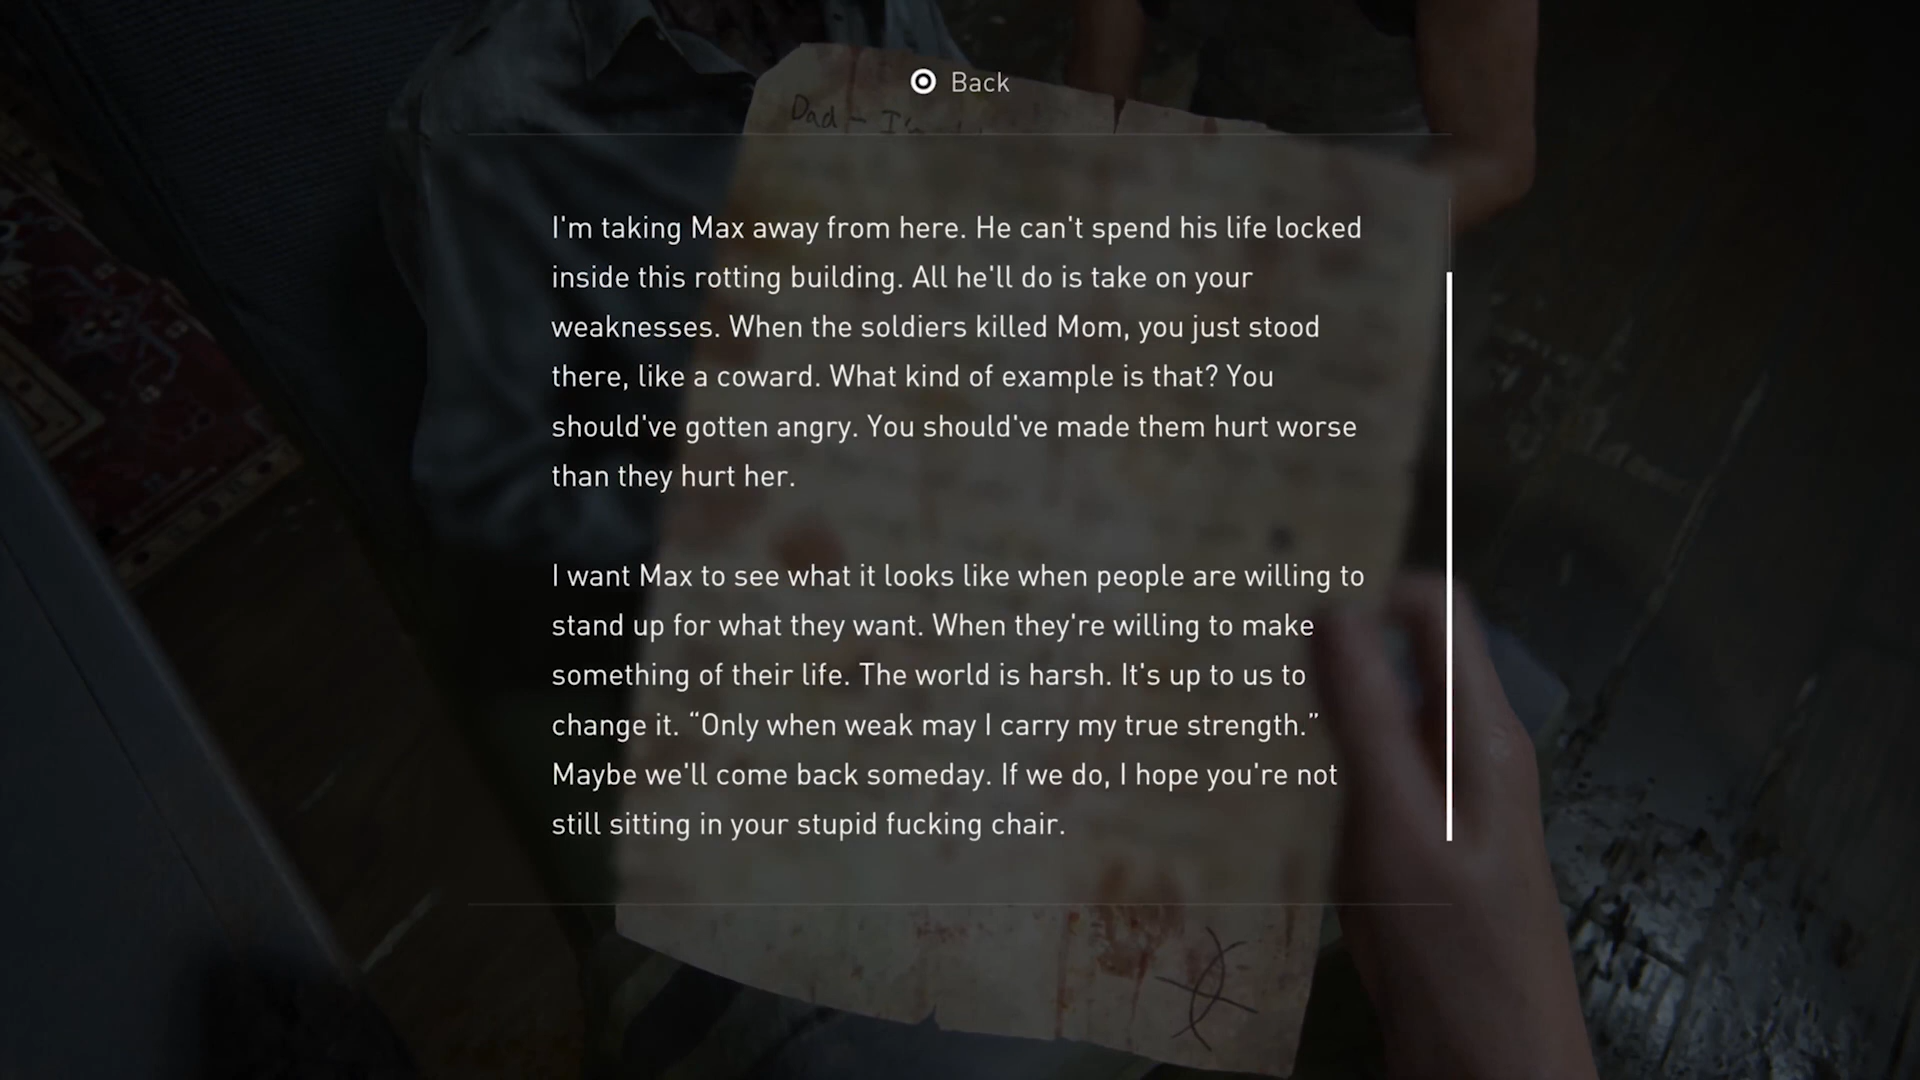 Back
Dad - I'm
I'm taking Max away from here. He can't spend his life locked
inside this rotting building. All he'll do is take on your
weaknesses. When the soldiers killed Mom, you just stood
there, like a coward. What kind of example is that? You
should've gotten angry. You should've made them hurt worse
than they hurt her.
I want Max to see what it looks like when people are willing to
stand up for what they want. When they're willing to make
something of their life. The world is harsh. It's up to us to
change it. “Only when weak may I carry my true strength.”
Maybe we'll come back someday. If we do, I hope you're not
still sitting in your stupid fucking chair.